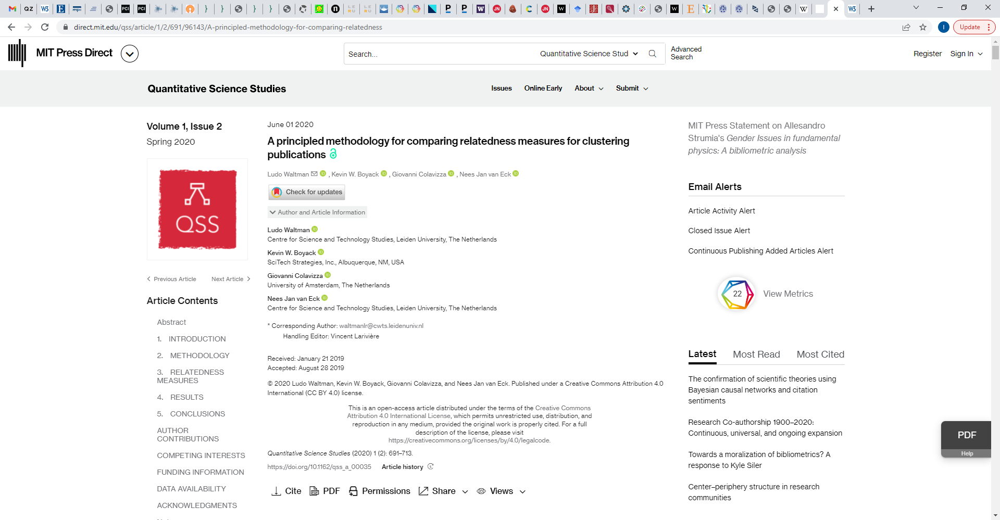 direct.mit.edu/qss/article/1/2/691/96143/A-principled-methodology-for-comparing-relatedness
Update
MIT Press Direct
Search...
Quantitative Science Stud
Advanced
Search
Register
Sign In
Quantitative Science Studies
Issues
Online Early
About
Submit
Volume 1, Issue 2
Spring 2020
QSS
Previous Article
Next Article
Article Contents
Abstract
1. INTRODUCTION
2. METHODOLOGY
3. RELATEDNESS
MEASURES
4. RESULTS
5. CONCLUSIONS
AUTHOR
CONTRIBUTIONS
COMPETING INTERESTS
FUNDING INFORMATION
DATA AVAILABILITY
ACKNOWLEDGMENTS
June 01 2020
A principled methodology for comparing relatedness measures for clustering
publications
Ludo Waltman , Kevin W. Boyack , Giovanni Colavizza , Nees Jan van Eck
Check for updates
Author and Article Information
Ludo Waltman
Centre for Science and Technology Studies, Leiden University, The Netherlands
Kevin W. Boyack
SciTech Strategies, Inc., Albuquerque, NM, USA
Giovanni Colavizza
University of Amsterdam, The Netherlands
Nees Jan van Eck
Centre for Science and Technology Studies, Leiden University, The Netherlands
* Corresponding Author: waltmanlr@cwts.leidenuniv.nl
Handling Editor: Vincent Larivière
Received: January 21 2019
Accepted: August 28 2019
© 2020 Ludo Waltman, Kevin W. Boyack, Giovanni Colavizza, and Nees Jan van Eck. Published under a Creative Commons Attribution 4.0
International (CC BY 4.0) license.
This is an open-access article distributed under the terms of the Creative Commons
Attribution 4.0 International License, which permits unrestricted use, distribution, and
reproduction in any medium, provided the original work is properly cited. For a full
description of the license, please visit
https://creativecommons.org/licenses/by/4.0/legalcode.
Quantitative Science Studies (2020) 1 (2): 691–713.
https://doi.org/10.1162/qss_a_00035
Article history
Cite
PDF
Permissions
Share
Views
MIT Press Statement on Allesandro
Strumia's Gender Issues in fundamental
physics: A bibliometric analysis
Email Alerts
Article Activity Alert
Closed Issue Alert
Continuous Publishing Added Articles Alert
22
View Metrics
Latest
Most Read
Most Cited
The confirmation of scientific theories using
Bayesian causal networks and citation
sentiments
Research Co-authorship 1900–2020:
Continuous, universal, and ongoing expansion
Towards a moralization of bibliometrics? A
response to Kyle Siler
Center–periphery structure in research
communities
PDF
Help